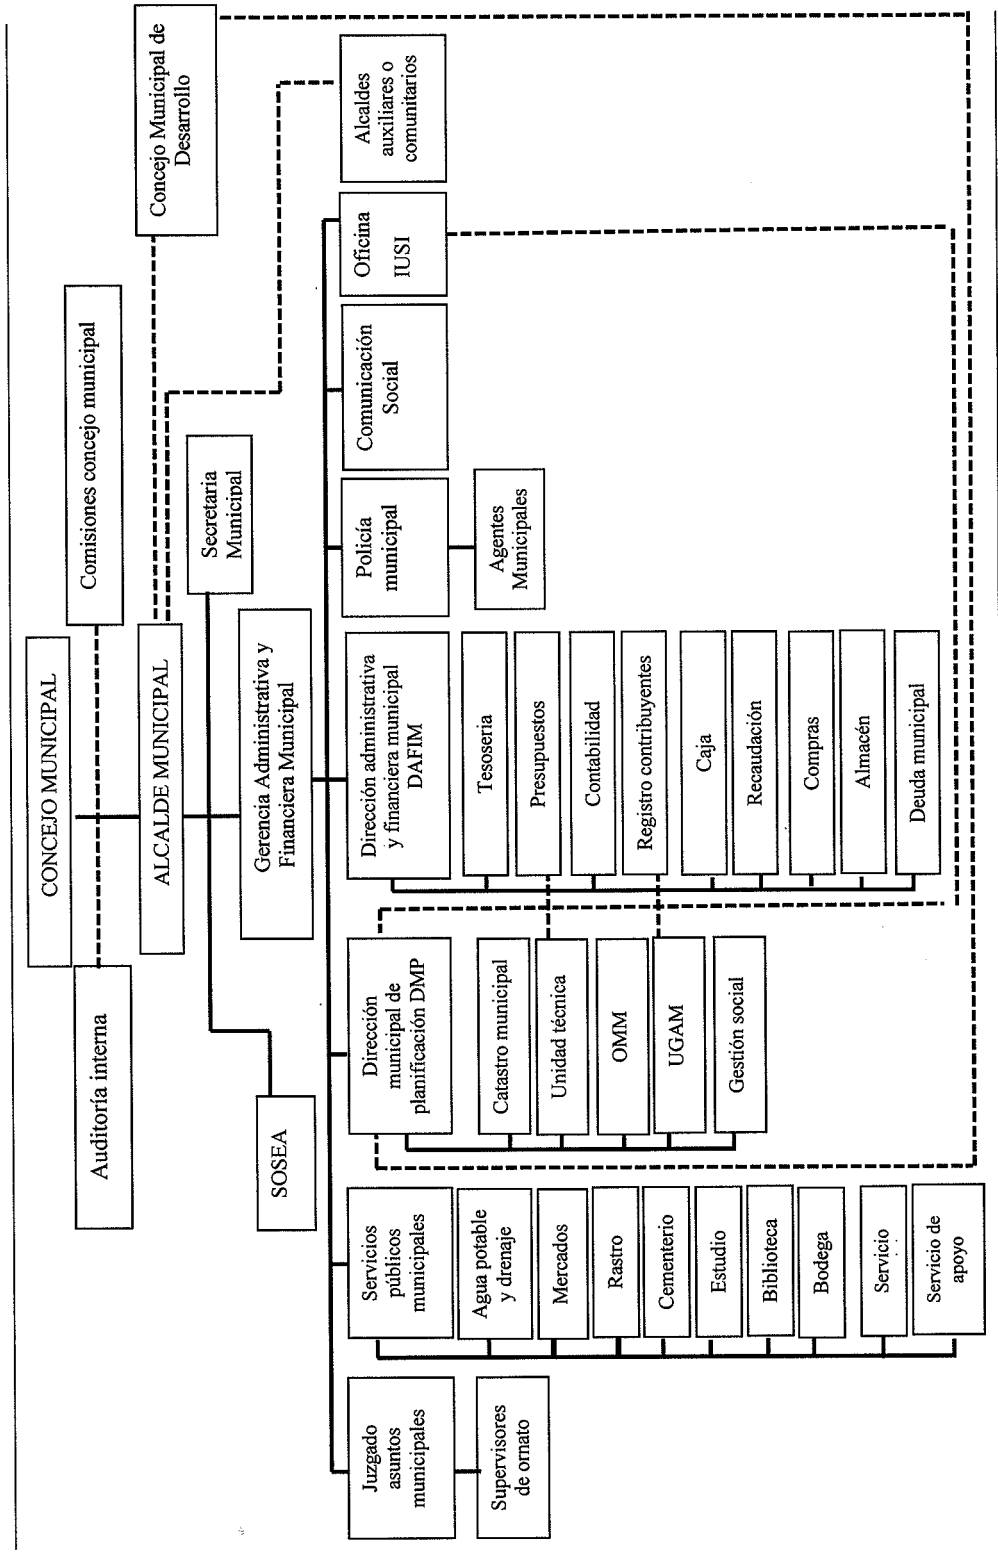 CONCEJO MUNICIPAL
Auditoría interna
Comisiones concejo municipal
ALCALDE MUNICIPAL
Concejo Municipal de
Desarrollo
Secretaria
Municipal
SOSEA
Gerencia Administrativa y
Financiera Municipal
Juzgado
asuntos
municipales
Supervisores
de ornato
Servicios
públicos
municipales
Agua potable
y drenaje
Mercados
Rastro
Cementerio
Estudio
Biblioteca
Bodega
Servicio
Servicio de
apoyo
Dirección
municipal de
planificación DMP
Catastro municipal
Unidad técnica
OMM
UGAM
Gestión social
Dirección administrativa
y financiera municipal
DAFIM
Tesoseria
Presupuestos
Contabilidad
Registro contribuyentes
Caja
Recaudación
Compras
Almacén
Deuda municipal
Policía
municipal
Agentes
Municipales
Comunicación
Social
Oficina
IUSI
Alcaldes
auxiliares o
comunitarios